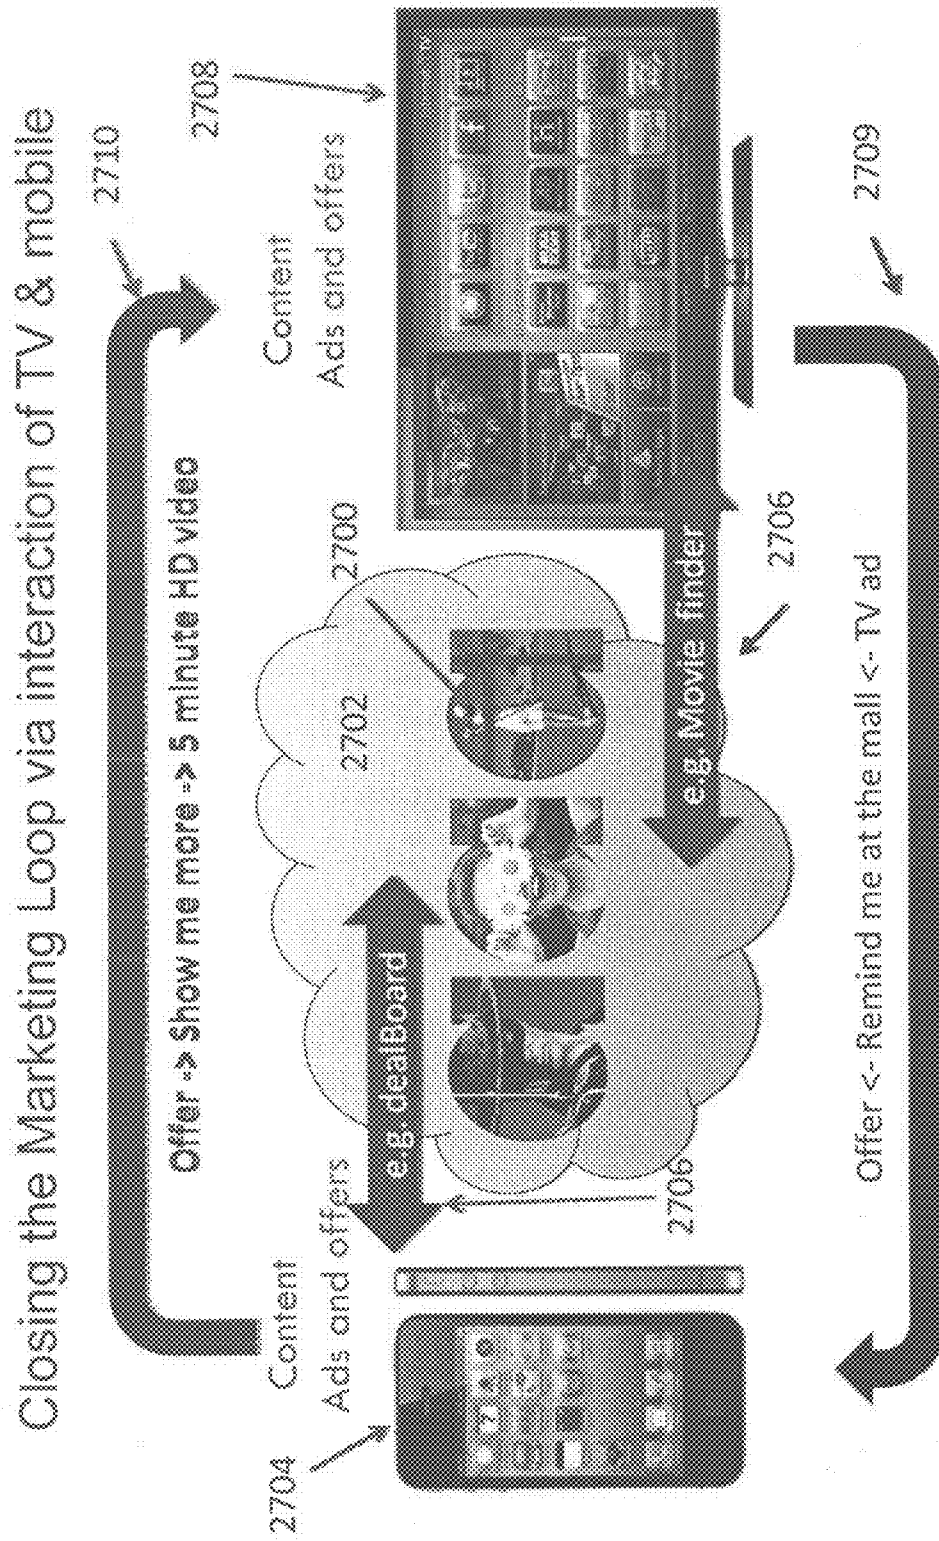 Closing the Marketing Loop via interaction of TV & mobile
2710
Offer -> Show me more -> 5 minute HD video
2708
Content
Ads and offers
Content
Ads and offers
2704
2702
2700
e.g. dealBoard
e.g. Movie finder
2706
2706
Offer <- Remind me at the mall <- TV ad
2709